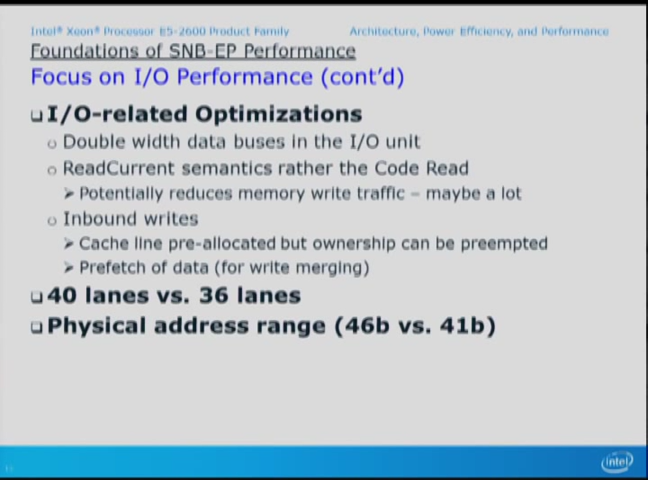 Intel® Xeon® Processor E5-2600 Product Family Architecture, Power Efficiency, and Performance
Foundations of SNB-EP Performance
Focus on I/O Performance (cont'd)
I/O-related Optimizations
Double width data buses in the I/O unit
ReadCurrent semantics rather the Code Read
Potentially reduces memory write traffic – maybe a lot
Inbound writes
Cache line pre-allocated but ownership can be preempted
Prefetch of data (for write merging)
40 lanes vs. 36 lanes
Physical address range (46b vs. 41b)
intel